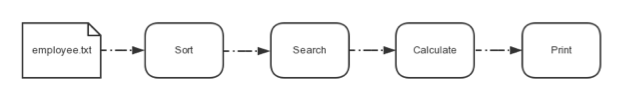 employee.txt
Sort
Search
Calculate
Print